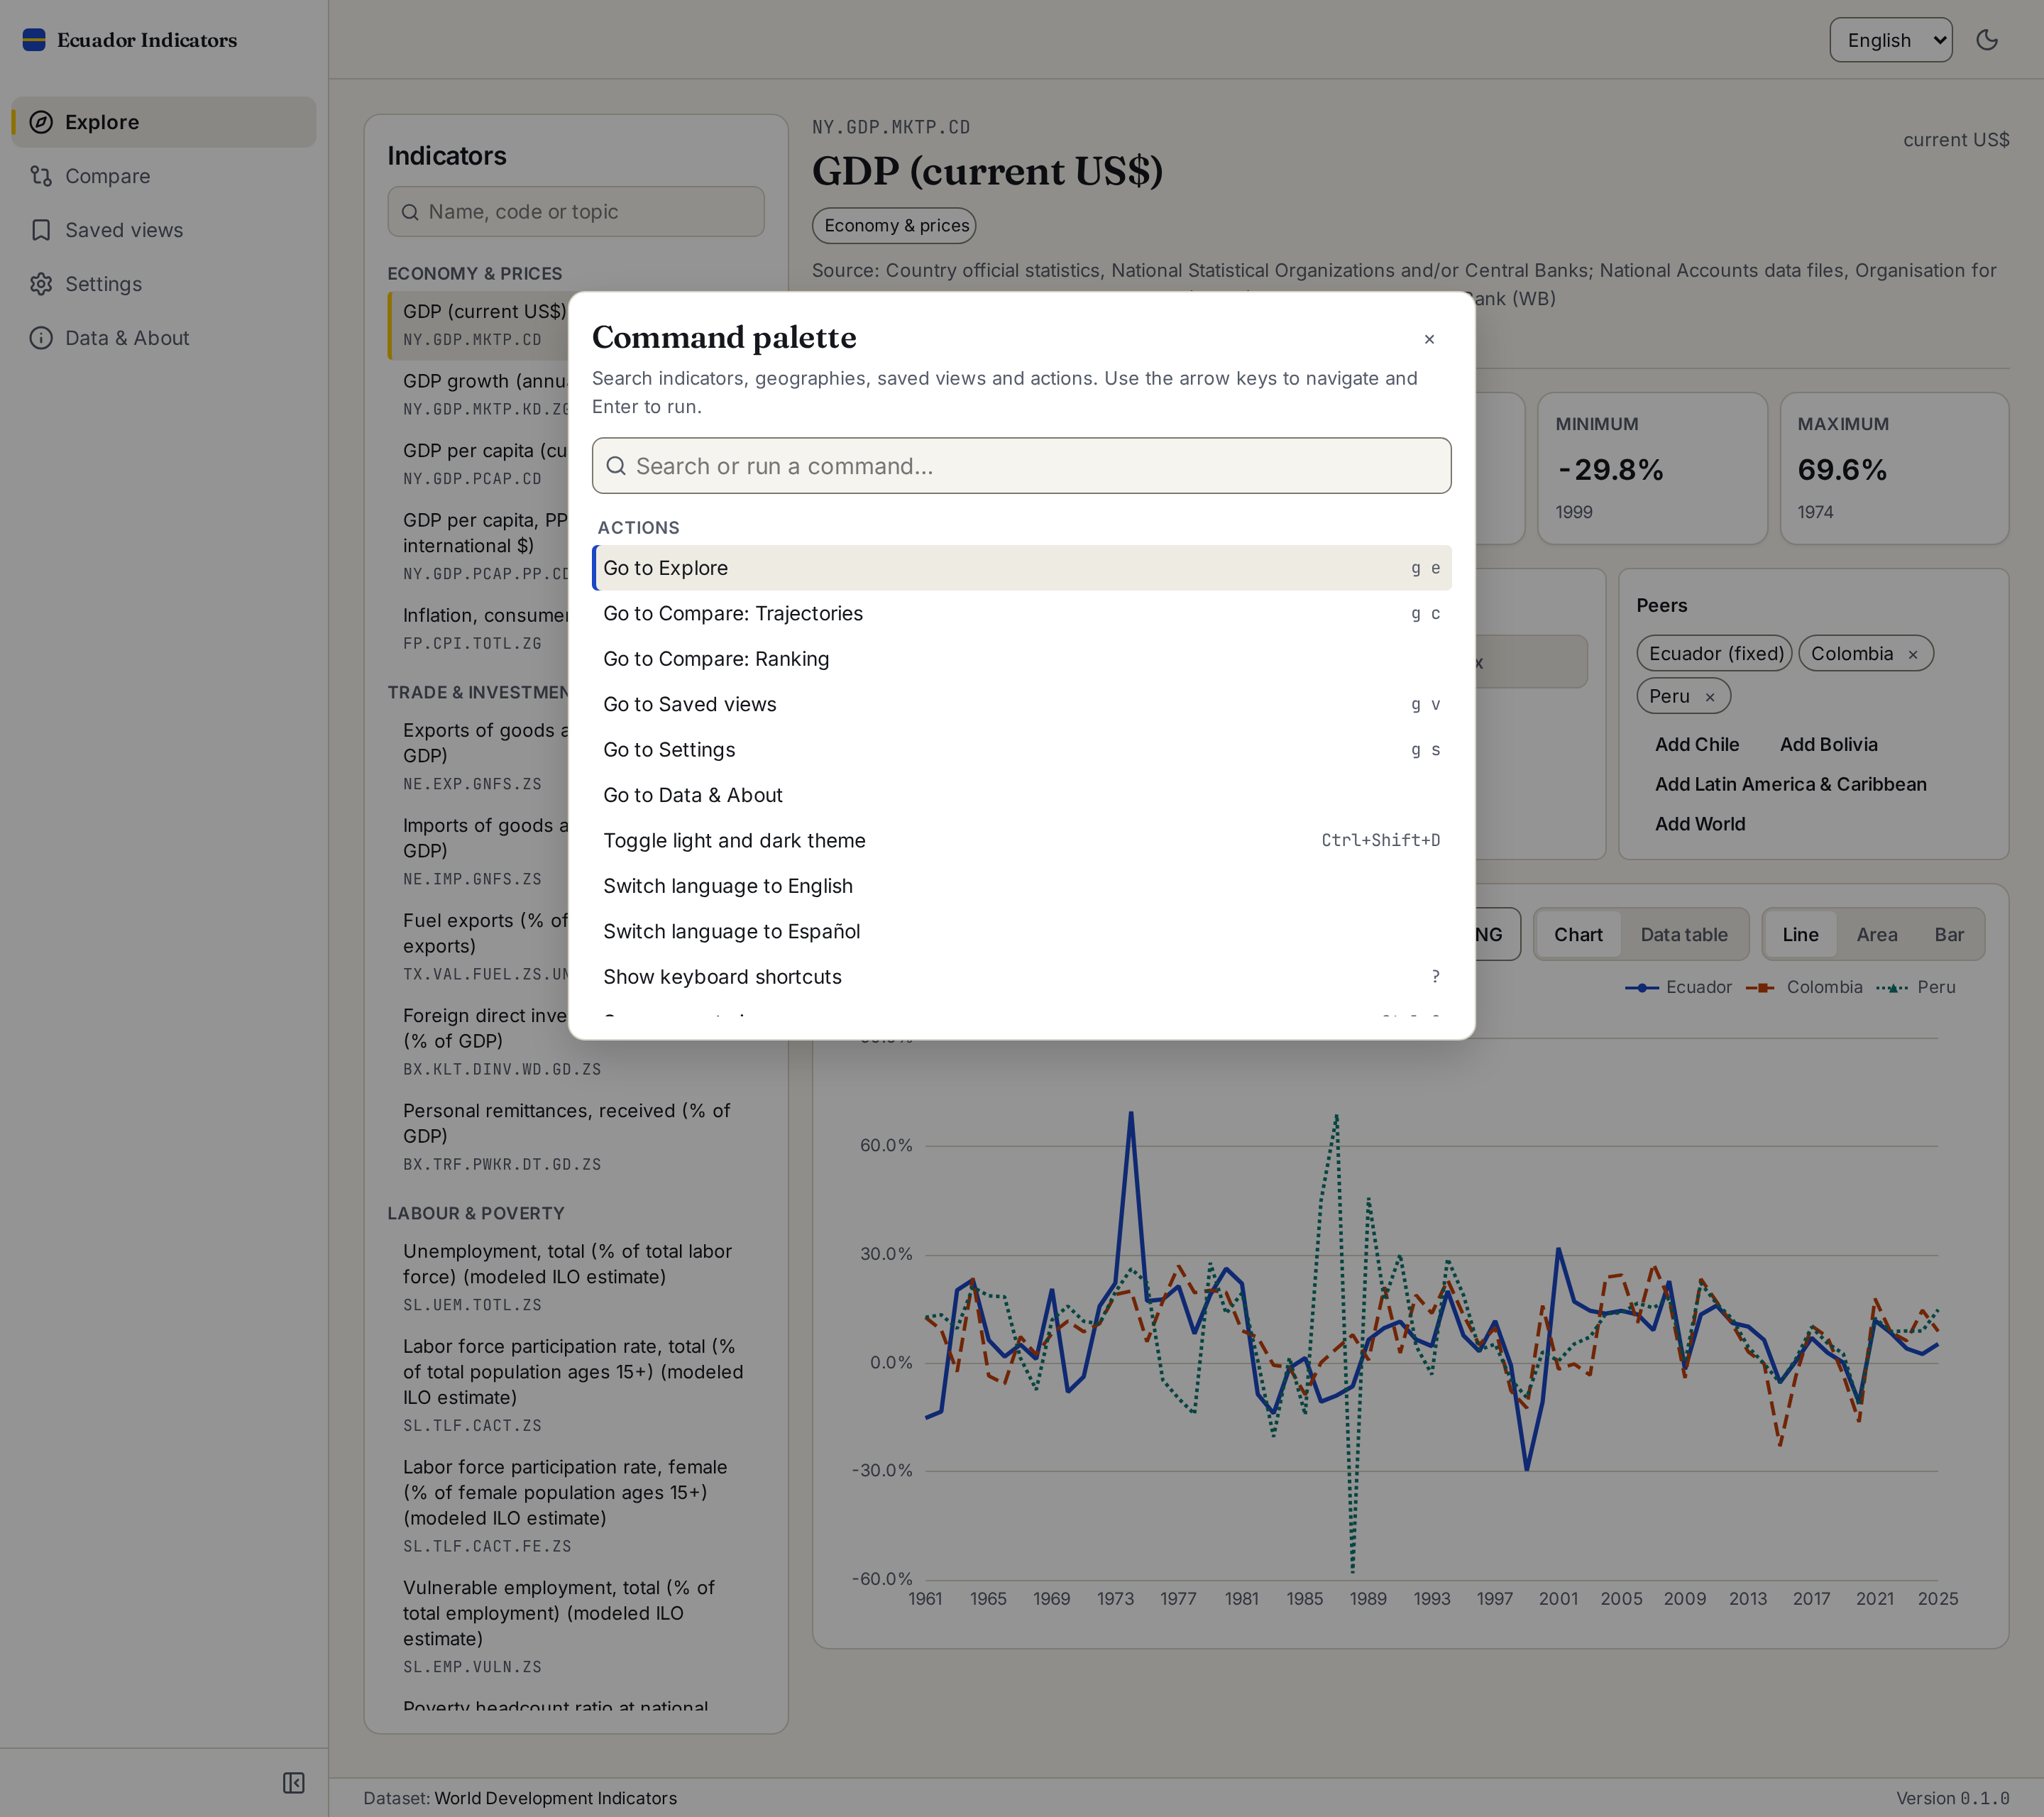 Ecuador Indicators
English
Explore
Compare
Saved views
Settings
Data & About
Indicators
Name, code or topic
ECONOMY & PRICES
GDP (current US$)
NY.GDP.MKTP.CD
GDP growth
NY.GDP.MKTP.KD.ZG
GDP per capita
NY.GDP.PCAP.CD
GDP per capita,
international $)
NY.GDP.PCAP.PP.CD
Inflation,
FP.CPI.TOTL.ZG
TRADE &
Exports of goods
GDP)
NE.EXP.GNFS.ZS
Imports of goods
GDP)
NE.IMP.GNFS.ZS
Fuel exports (% of
exports)
TX.VAL.FUEL.ZS.UN
Foreign direct
(% of GDP)
BX.KLT.DINV.WD.GD.ZS
Personal remittances, received (% of
GDP)
BX.TRF.PWKR.DT.GD.ZS
LABOUR & POVERTY
Unemployment, total (% of total labor
force) (modeled ILO estimate)
SL.UEM.TOTL.ZS
Labor force participation rate, total (%
of total population ages 15+) (modeled
ILO estimate)
SL.TLF.CACT.ZS
Labor force participation rate, female
(% of female population ages 15+)
(modeled ILO estimate)
SL.TLF.CACT.FE.ZS
Vulnerable employment, total (% of
total employment) (modeled ILO
estimate)
SL.EMP.VULN.ZS
Poverty headcount ratio at national
NY.GDP.MKTP.CD
GDP (current US$)
current US$
Economy & prices
Source: Country official statistics, National Statistical Organizations and/or Central Banks; National Accounts data files, Organisation for
(WB)
MINIMUM
-29.8%
1999
MAXIMUM
69.6%
1974
Peers
Ecuador (fixed)
Colombia ×
Peru ×
Add Chile
Add Bolivia
Add Latin America & Caribbean
Add World
Chart
Data table
Line
Area
Bar
Ecuador
Colombia
Peru
60.0%
30.0%
0.0%
-30.0%
-60.0%
1961 1965 1969 1973 1977 1981 1985 1989 1993 1997 2001 2005 2009 2013 2017 2021 2025
Command palette
×
Search indicators, geographies, saved views and actions. Use the arrow keys to navigate and
Enter to run.
Search or run a command…
ACTIONS
Go to Explore g e
Go to Compare: Trajectories g c
Go to Compare: Ranking
Go to Saved views g v
Go to Settings g s
Go to Data & About
Toggle light and dark theme Ctrl+Shift+D
Switch language to English
Switch language to Español
Show keyboard shortcuts ?
Dataset: World Development Indicators
Version 0.1.0